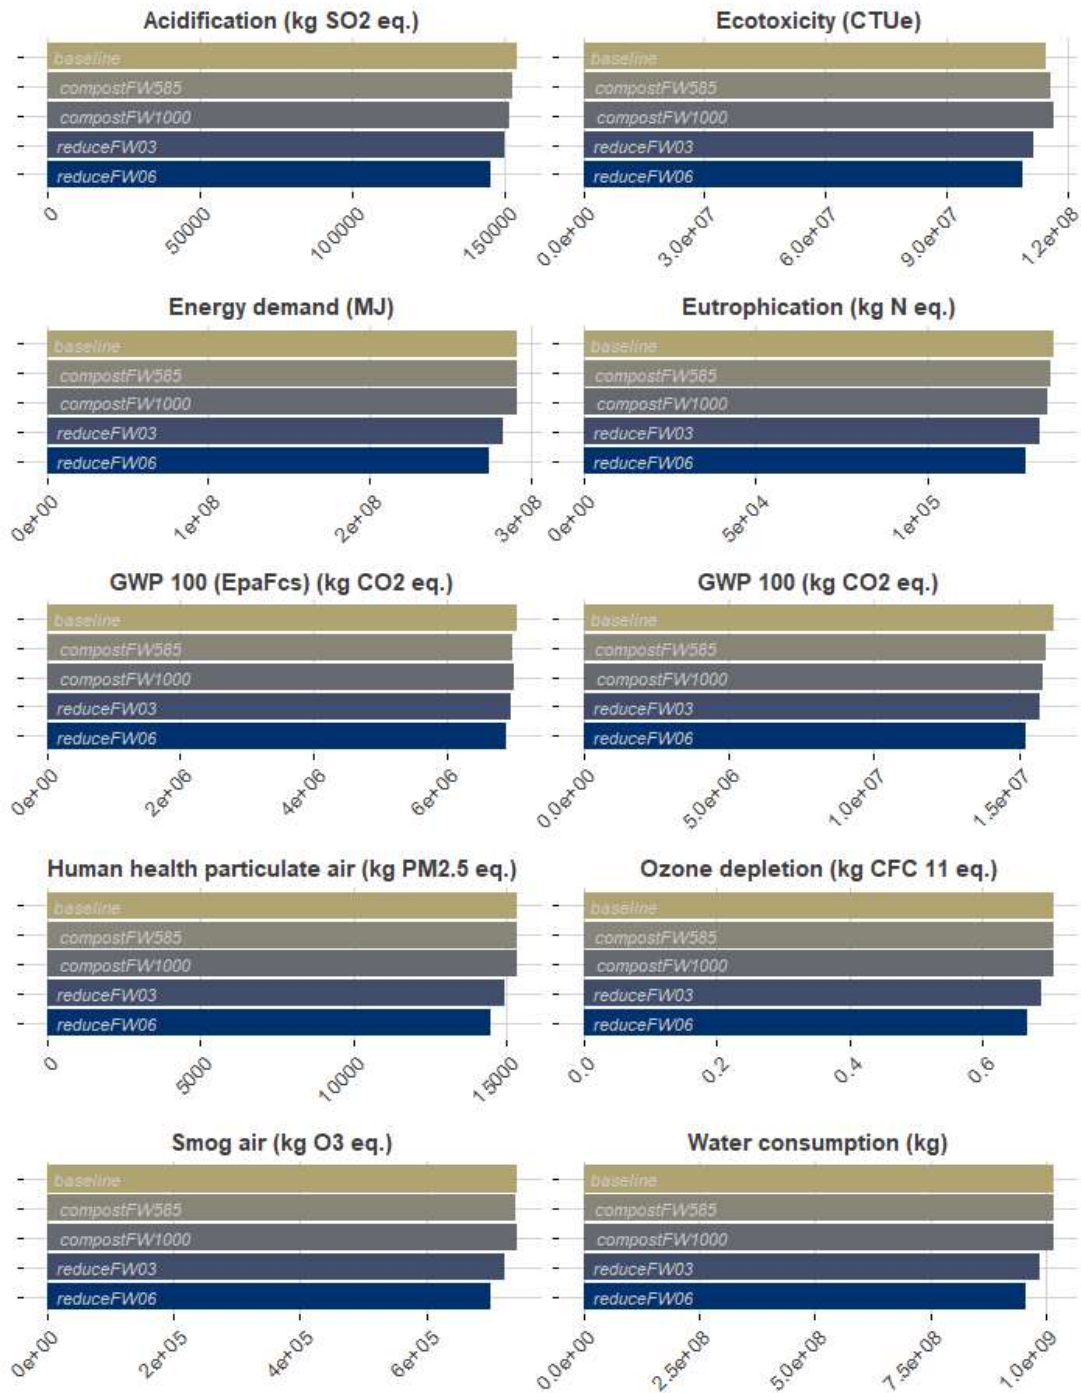 Acidification (kg SO2 eq.)
baseline
compostFW585
compostFW1000
reduceFW03
reduceFW06
0
50000
100000
150000
Ecotoxicity (CTUe)
baseline
compostFW585
compostFW1000
reduceFW03
reduceFW06
0.0e+00
3.0e+07
6.0e+07
9.0e+07
1.2e+08
Energy demand (MJ)
baseline
compostFW585
compostFW1000
reduceFW03
reduceFW06
0e+00
1e+08
2e+08
3e+08
Eutrophication (kg N eq.)
baseline
compostFW585
compostFW1000
reduceFW03
reduceFW06
0e+00
5e+04
1e+05
GWP 100 (EpaFcs) (kg CO2 eq.)
baseline
compostFW585
compostFW1000
reduceFW03
reduceFW06
0e+00
2e+06
4e+06
6e+06
GWP 100 (kg CO2 eq.)
baseline
compostFW585
compostFW1000
reduceFW03
reduceFW06
0.0e+00
5.0e+06
1.0e+07
1.5e+07
Human health particulate air (kg PM2.5 eq.)
baseline
compostFW585
compostFW1000
reduceFW03
reduceFW06
0
5000
10000
15000
Ozone depletion (kg CFC 11 eq.)
baseline
compostFW585
compostFW1000
reduceFW03
reduceFW06
0.0
0.2
0.4
0.6
Smog air (kg O3 eq.)
baseline
compostFW585
compostFW1000
reduceFW03
reduceFW06
0e+00
2e+05
4e+05
6e+05
Water consumption (kg)
baseline
compostFW585
compostFW1000
reduceFW03
reduceFW06
0.0e+00
2.5e+08
5.0e+08
7.5e+08
1.0e+09